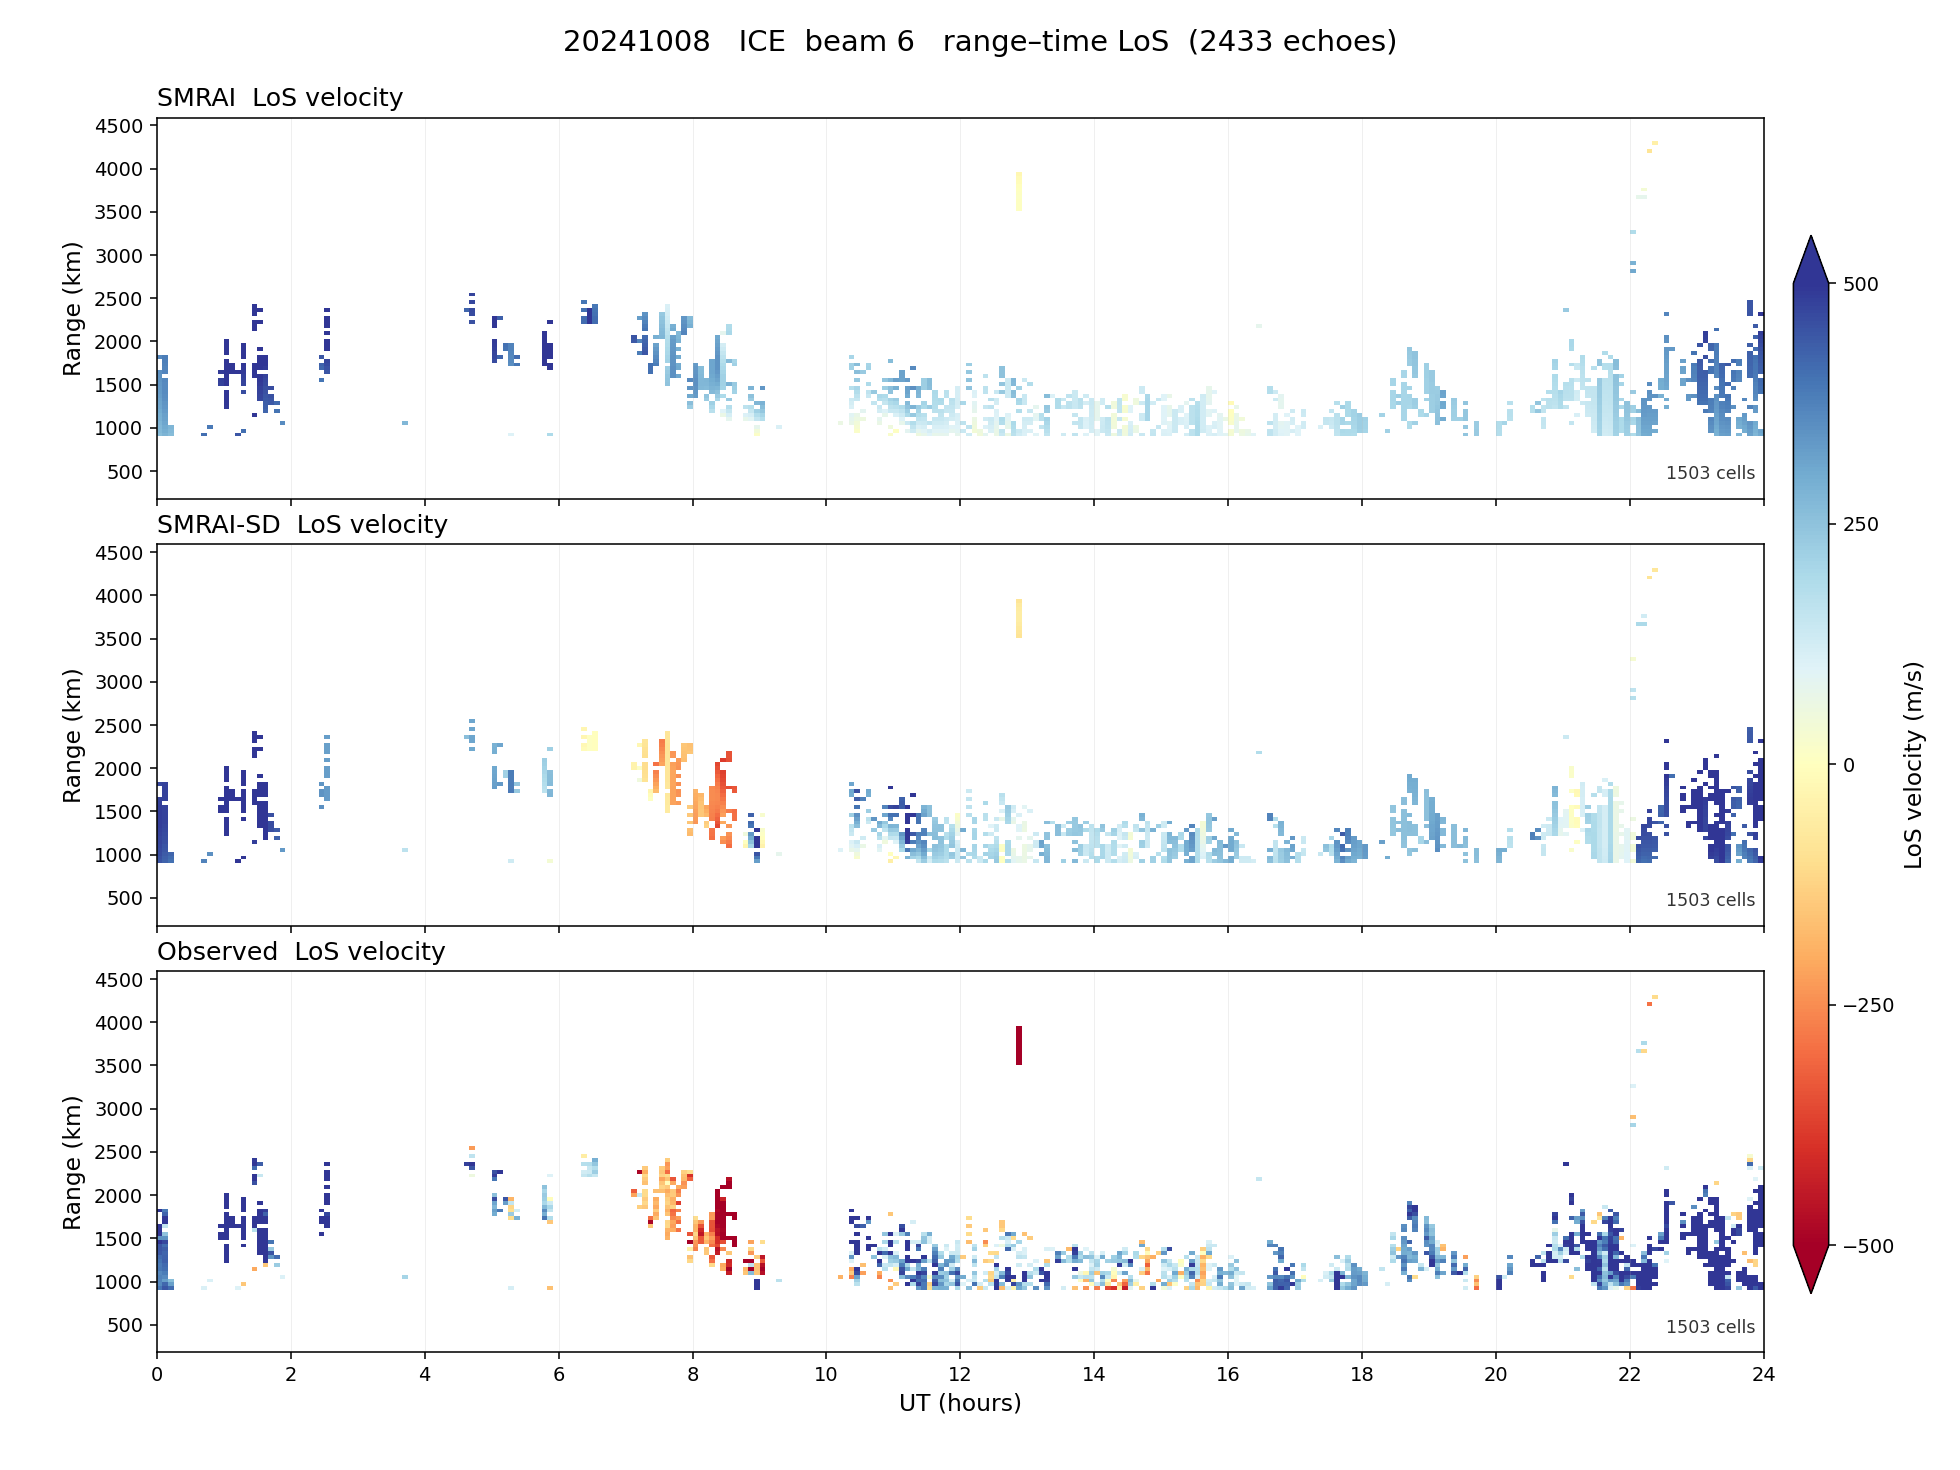 20241008   ICE  beam 6   range–time LoS  (2433 echoes)
SMRAI  LoS velocity
4500
4000
3500
3000
2500
2000
1500
1000
500
Range (km)
1503 cells
SMRAI-SD  LoS velocity
4500
4000
3500
3000
2500
2000
1500
1000
500
Range (km)
1503 cells
Observed  LoS velocity
4500
4000
3500
3000
2500
2000
1500
1000
500
Range (km)
1503 cells
0 2 4 6 8 10 12 14 16 18 20 22 24
UT (hours)
500
250
0
−250
−500
LoS velocity (m/s)